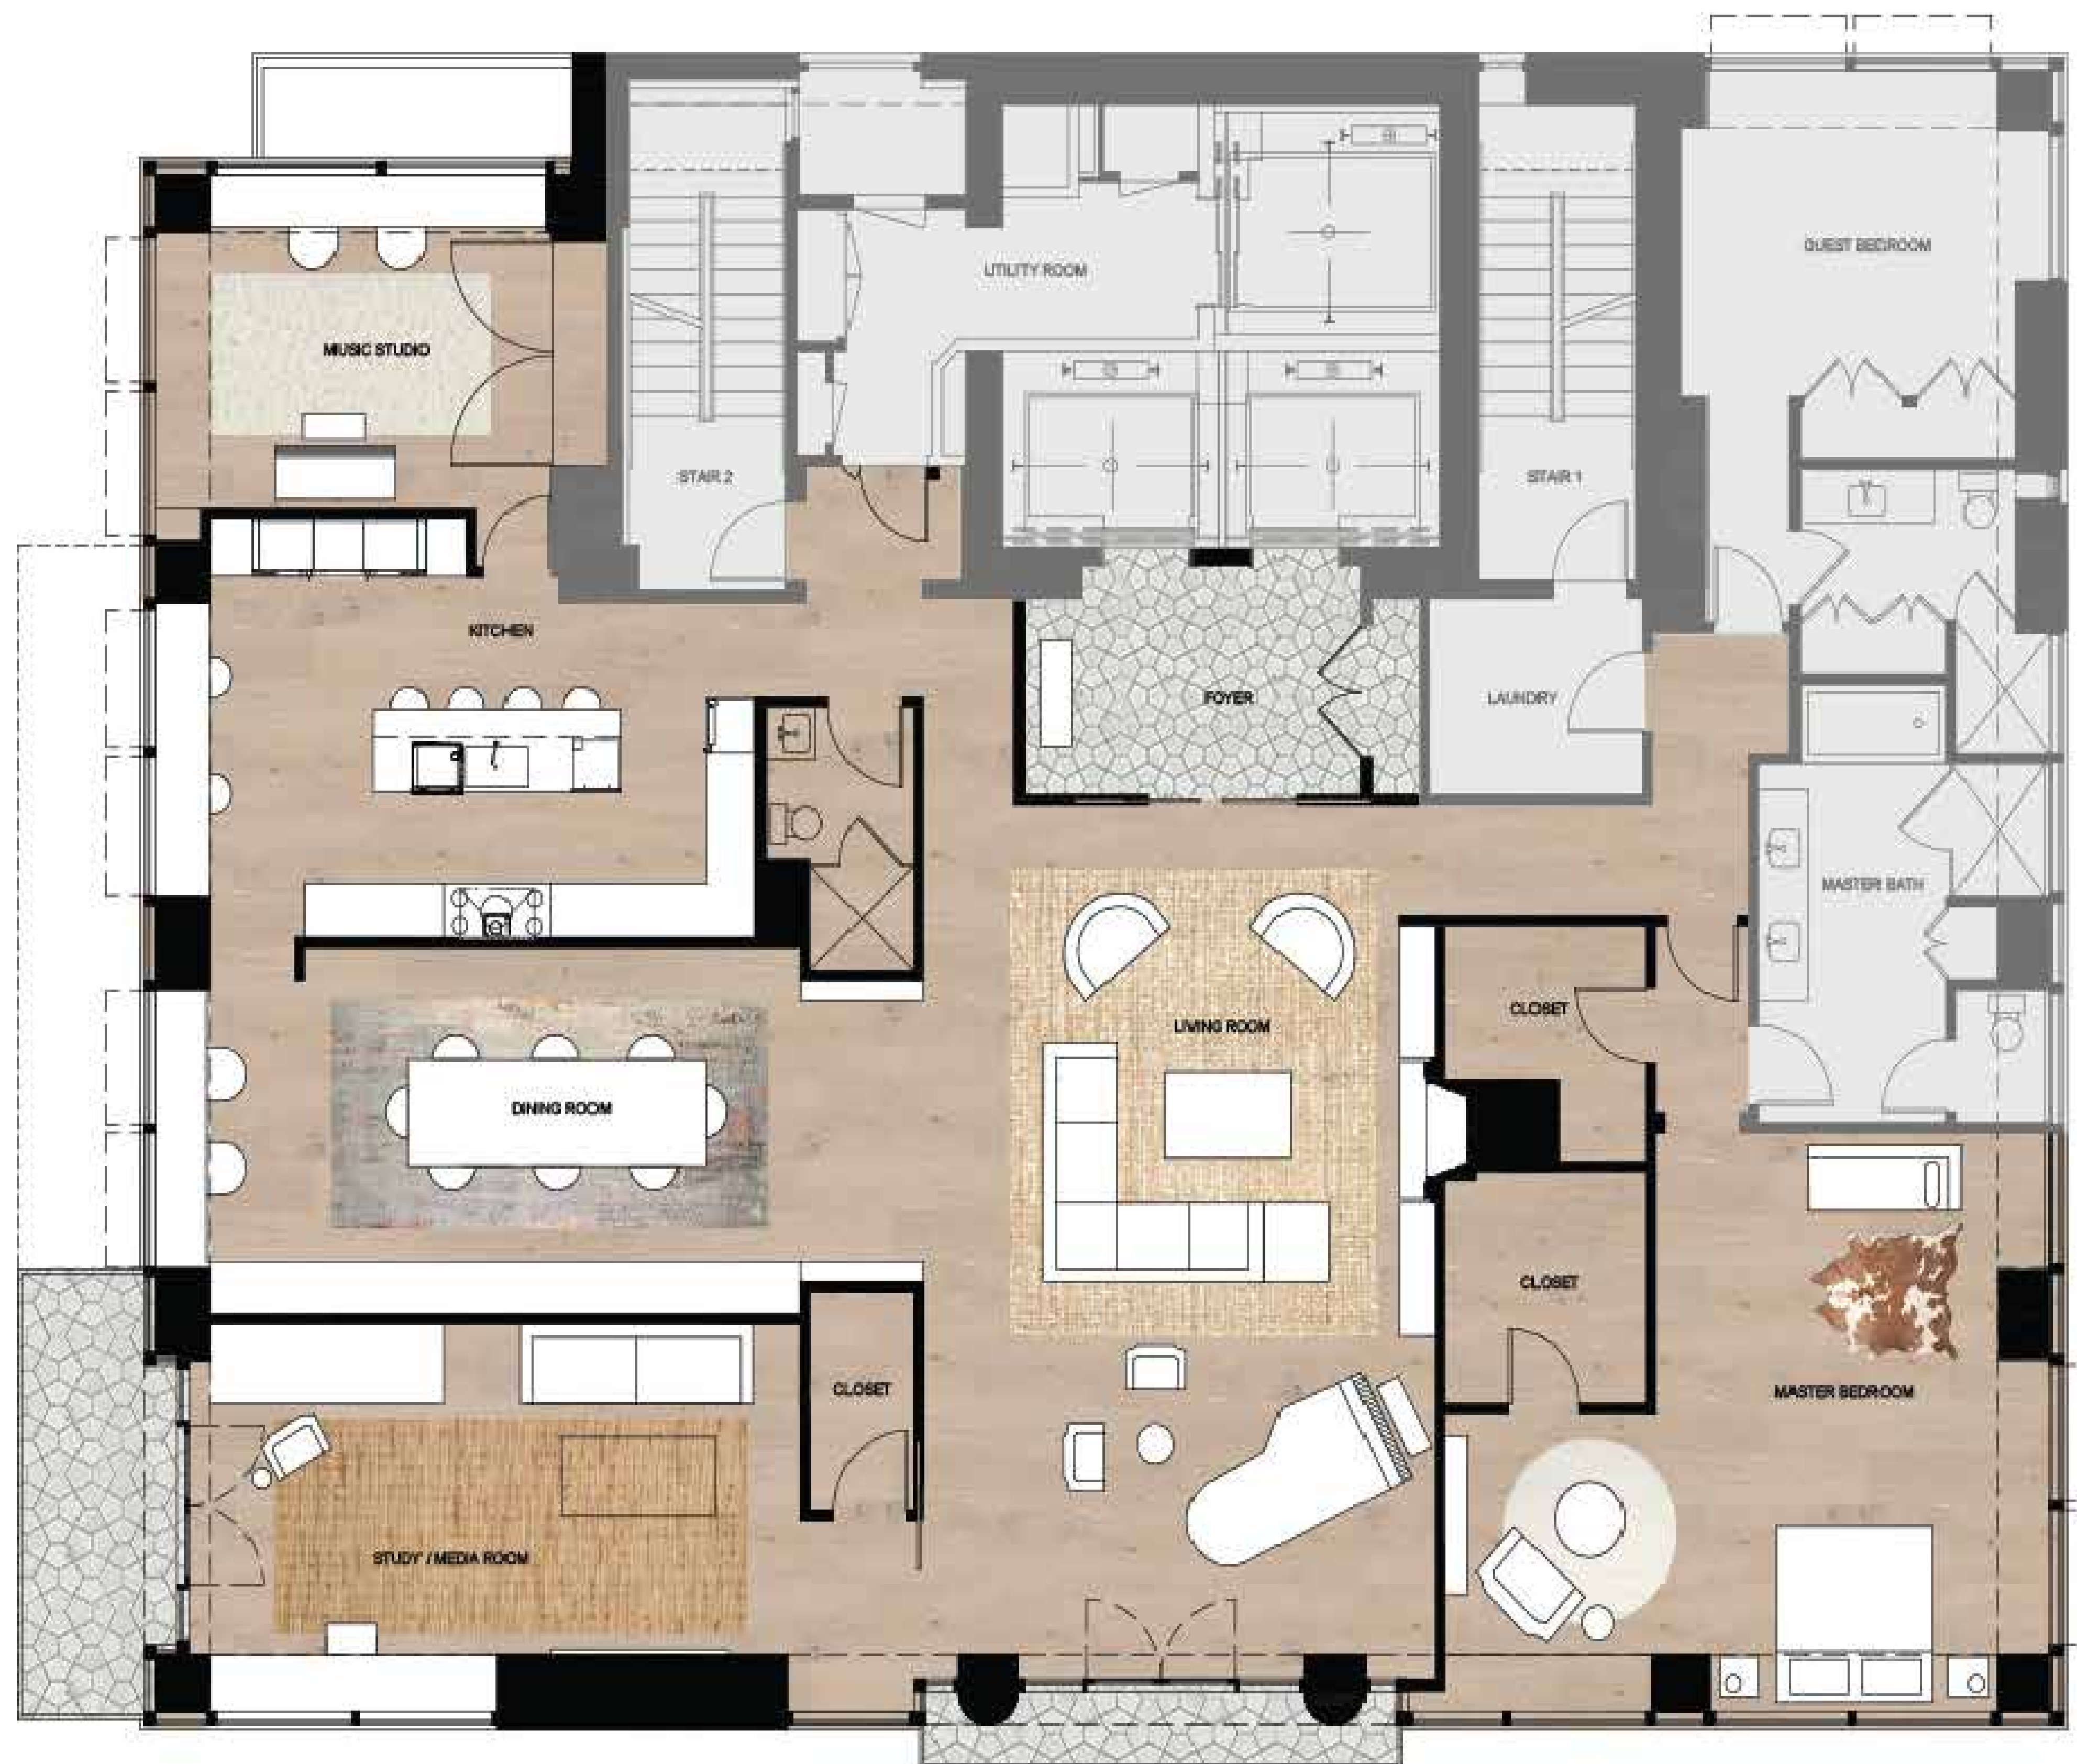 GUEST BEDROOM
UTILITY ROOM
MUSIC STUDIO
STAIR 2
STAIR 1
KITCHEN
FOYER
LAUNDRY
MASTER BATH
CLOSET
LIVING ROOM
DINING ROOM
CLOSET
CLOSET
MASTER BEDROOM
STUDY / MEDIA ROOM